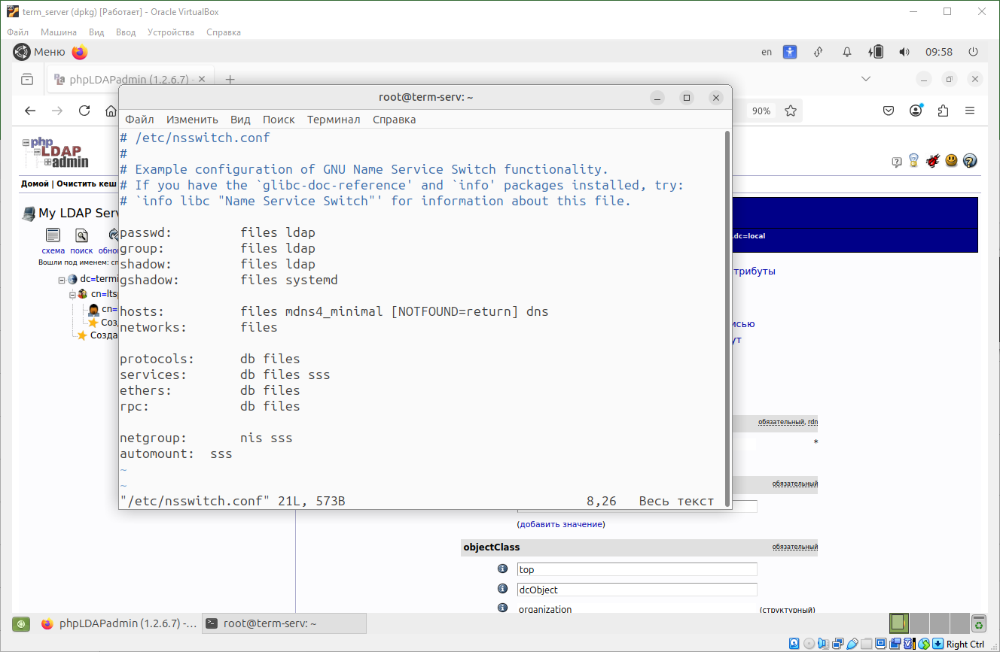 term_server (dpkg) [Работает] - Oracle VirtualBox
Файл Машина Вид Ввод Устройства Справка
Меню en 09:58
phpLDAPadmin (1.2.6.7) -
root@term-serv: ~
90%
Файл Изменить Вид Поиск Терминал Справка
# /etc/nsswitch.conf
#
# Example configuration of GNU Name Service Switch functionality.
# If you have the `glibc-doc-reference' and `info' packages installed, try:
# `info libc "Name Service Switch"' for information about this file.
passwd: files ldap
group: files ldap
shadow: files ldap
gshadow: files systemd
hosts: files mdns4_minimal [NOTFOUND=return] dns
networks: files
protocols: db files
services: db files sss
ethers: db files
rpc: db files
netgroup: nis sss
automount: sss
~
~
"/etc/nsswitch.conf" 21L, 573B 8,26 Весь текст
php
LDAP
admin
Домой | Очистить кеш
My LDAP Serv
схема поиск обнов
Вошли под именем: cn
dc=termi
cn=ltsp
cn=
Соз
Созда
,dc=local
трибуты
исью
ут
обязательный, rdn
*
обязательный
(добавить значение)
objectClass обязательный
top
dcObject
organization (структурный)
phpLDAPadmin (1.2.6.7) -... root@term-serv: ~
Right Ctrl